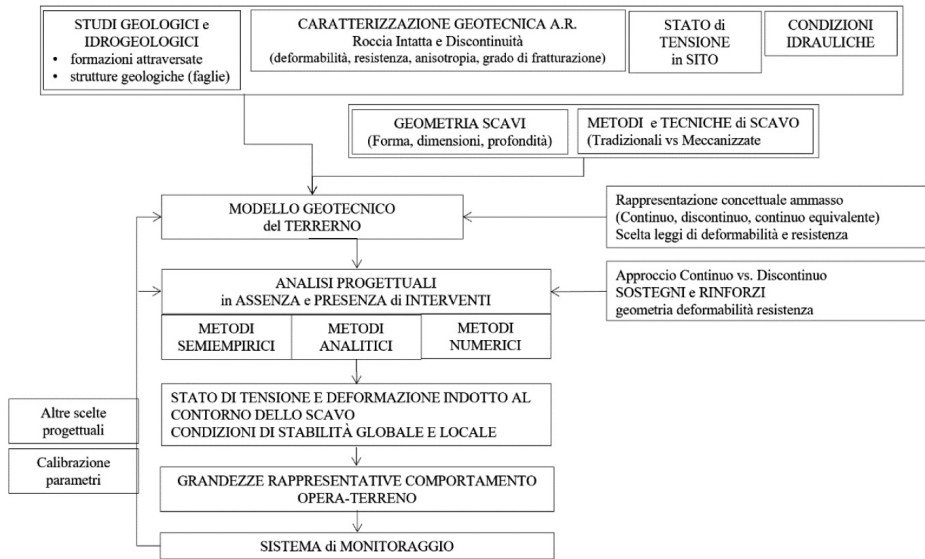 STUDI GEOLOGICI e
IDROGEOLOGICI
• formazioni attraversate
• strutture geologiche (faglie)
CARATTERIZZAZIONE GEOTECNICA A.R.
Roccia Intatta e Discontinuità
(deformabilità, resistenza, anisotropia, grado di fratturazione)
STATO di
TENSIONE
in SITO
CONDIZIONI
IDRAULICHE
GEOMETRIA SCAVI
(Forma, dimensioni, profondità)
METODI e TECNICHE di SCAVO
(Tradizionali vs Meccanizzate
MODELLO GEOTECNICO
del TERRERNO
Rappresentazione concettuale ammasso
(Continuo, discontinuo, continuo equivalente)
Scelta leggi di deformabilità e resistenza
ANALISI PROGETTUALI
in ASSENZA e PRESENZA di INTERVENTI
Approccio Continuo vs. Discontinuo
SOSTEGNI e RINFORZI
geometria deformabilità resistenza
METODI
SEMIEMPIRICI
METODI
ANALITICI
METODI
NUMERICI
STATO DI TENSIONE E DEFORMAZIONE INDOTTO AL
CONTORNO DELLO SCAVO
CONDIZIONI DI STABILITÀ GLOBALE E LOCALE
Altre scelte
progettuali
Calibrazione
parametri
GRANDEZZE RAPPRESENTATIVE COMPORTAMENTO
OPERA-TERRENO
SISTEMA di MONITORAGGIO